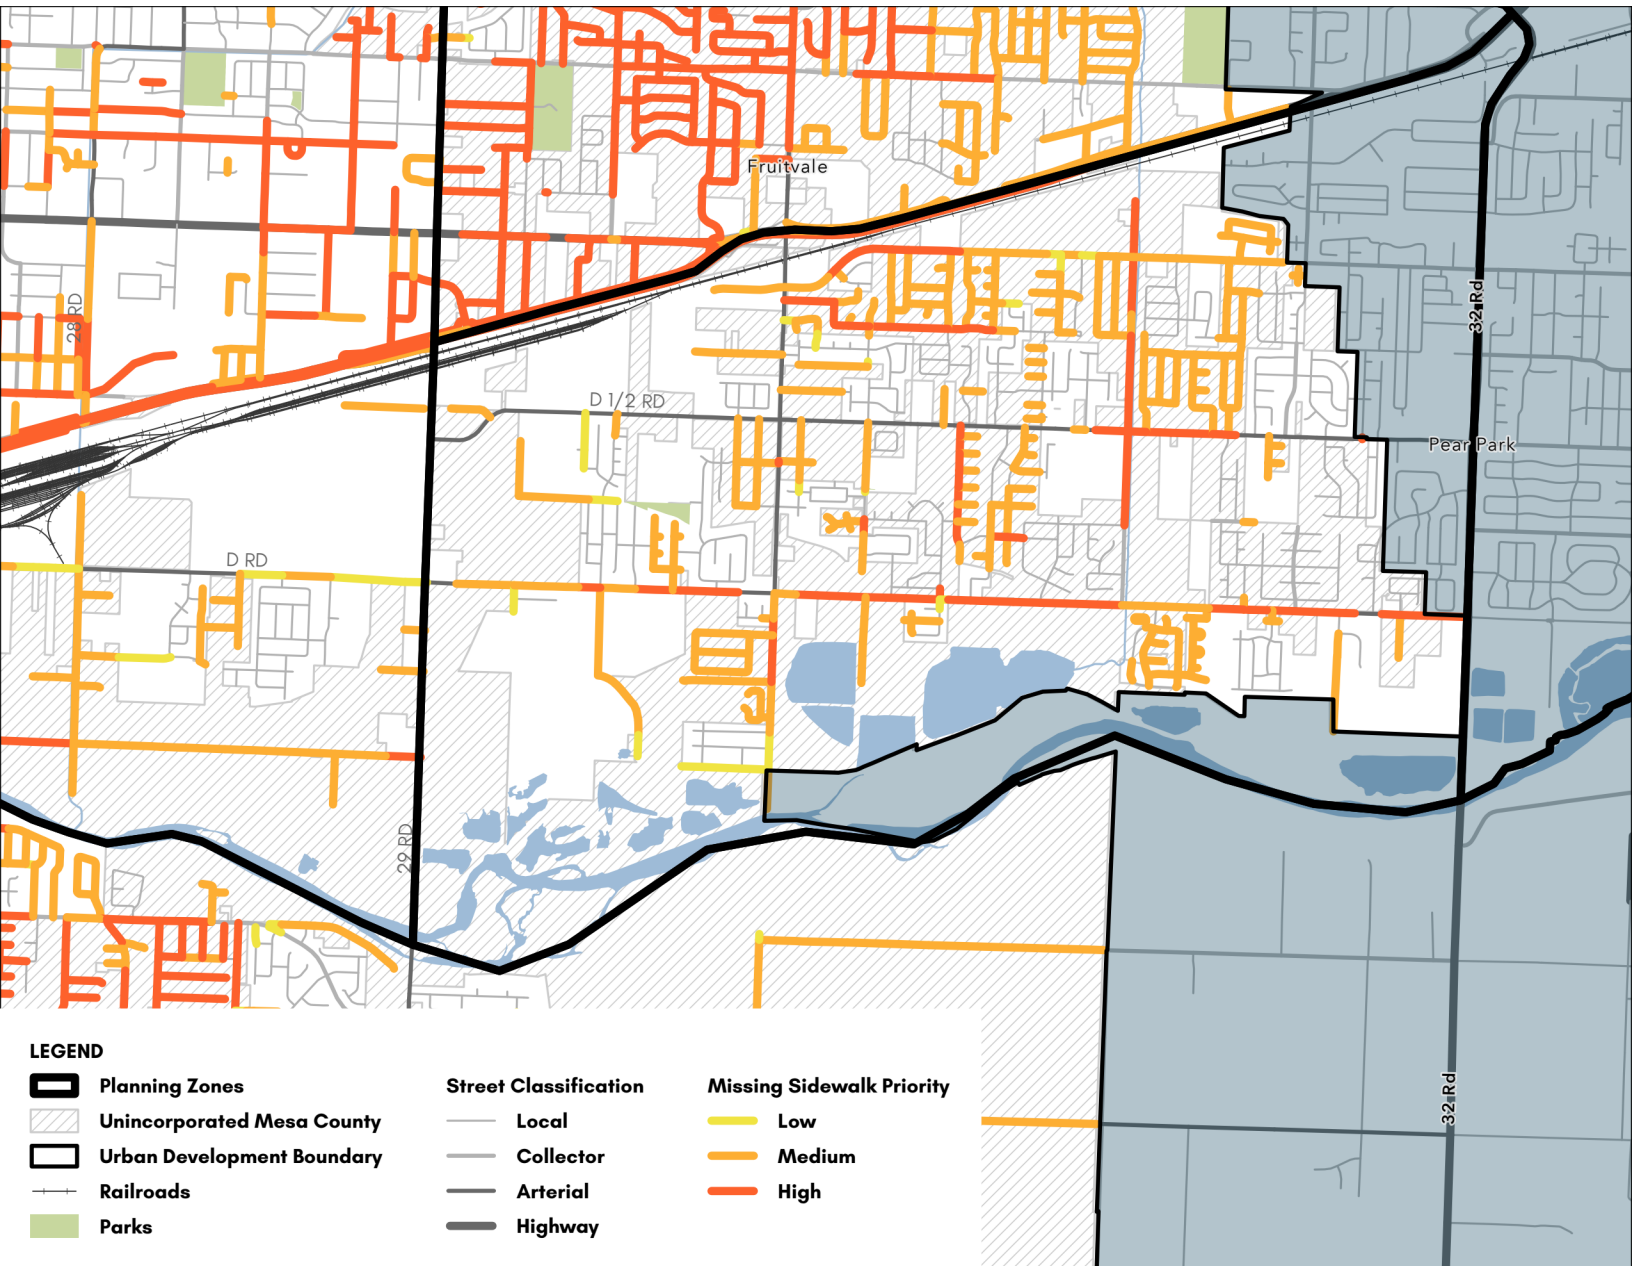 Fruitvale
28 RD
32 Rd
D 1/2 RD
Pear Park
D RD
29 RD
32 Rd
LEGEND
Planning Zones
Unincorporated Mesa County
Urban Development Boundary
Railroads
Parks
Street Classification
Local
Collector
Arterial
Highway
Missing Sidewalk Priority
Low
Medium
High